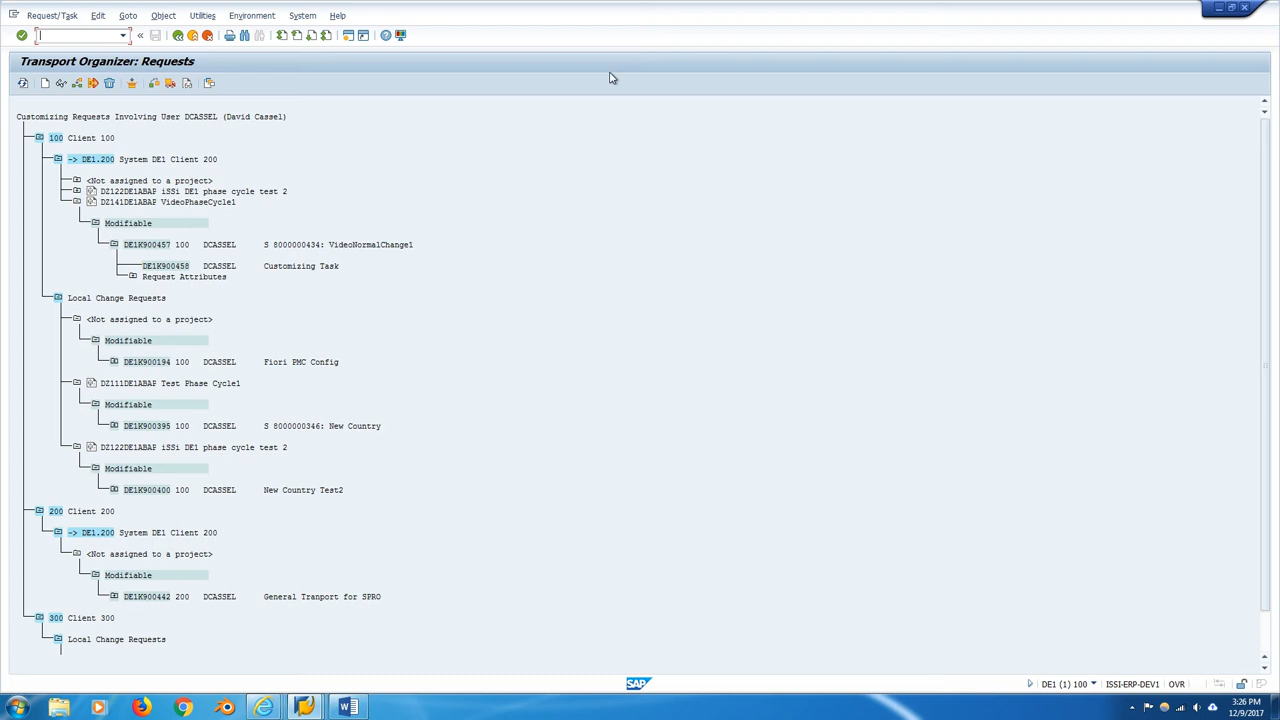 Request/Task Edit Goto Object Utilities Environment System Help
Transport Organizer: Requests
Customizing Requests Involving User DCASSEL (David Cassel)
100 Client 100
-> DE1.200 System DE1 Client 200
<Not assigned to a project>
DZ122DE1ABAP iSSi DE1 phase cycle test 2
DZ141DE1ABAP VideoPhaseCycle1
Modifiable
DE1K900457 100 DCASSEL S 8000000434: VideoNormalChange1
DE1K900458 DCASSEL Customizing Task
Request Attributes
Local Change Requests
<Not assigned to a project>
Modifiable
DE1K900194 100 DCASSEL Fiori PMC Config
DZ111DE1ABAP Test Phase Cycle1
Modifiable
DE1K900395 100 DCASSEL S 8000000346: New Country
DZ122DE1ABAP iSSi DE1 phase cycle test 2
Modifiable
DE1K900400 100 DCASSEL New Country Test2
200 Client 200
-> DE1.200 System DE1 Client 200
<Not assigned to a project>
Modifiable
DE1K900442 200 DCASSEL General Tranport for SPRO
300 Client 300
Local Change Requests
SAP
DE1 (1) 100 ISSI-ERP-DEV1 OVR
3:26 PM
12/9/2017